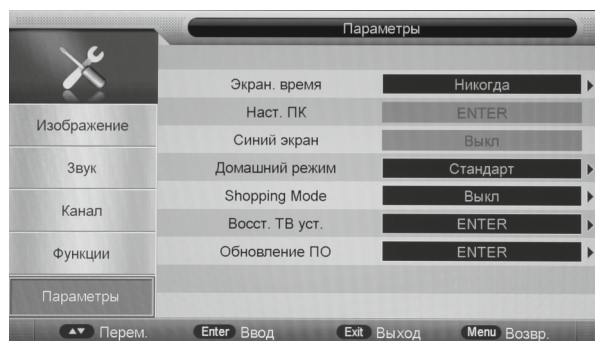 Параметры
Экран. время Никогда
Наст. ПК ENTER
Синий экран Выкл
Домашний режим Стандарт
Shopping Mode Выкл
Восст. ТВ уст. ENTER
Обновление ПО ENTER
Изображение
Звук
Канал
Функции
Параметры
Перем. Enter Ввод Exit Выход Menu Возвр.